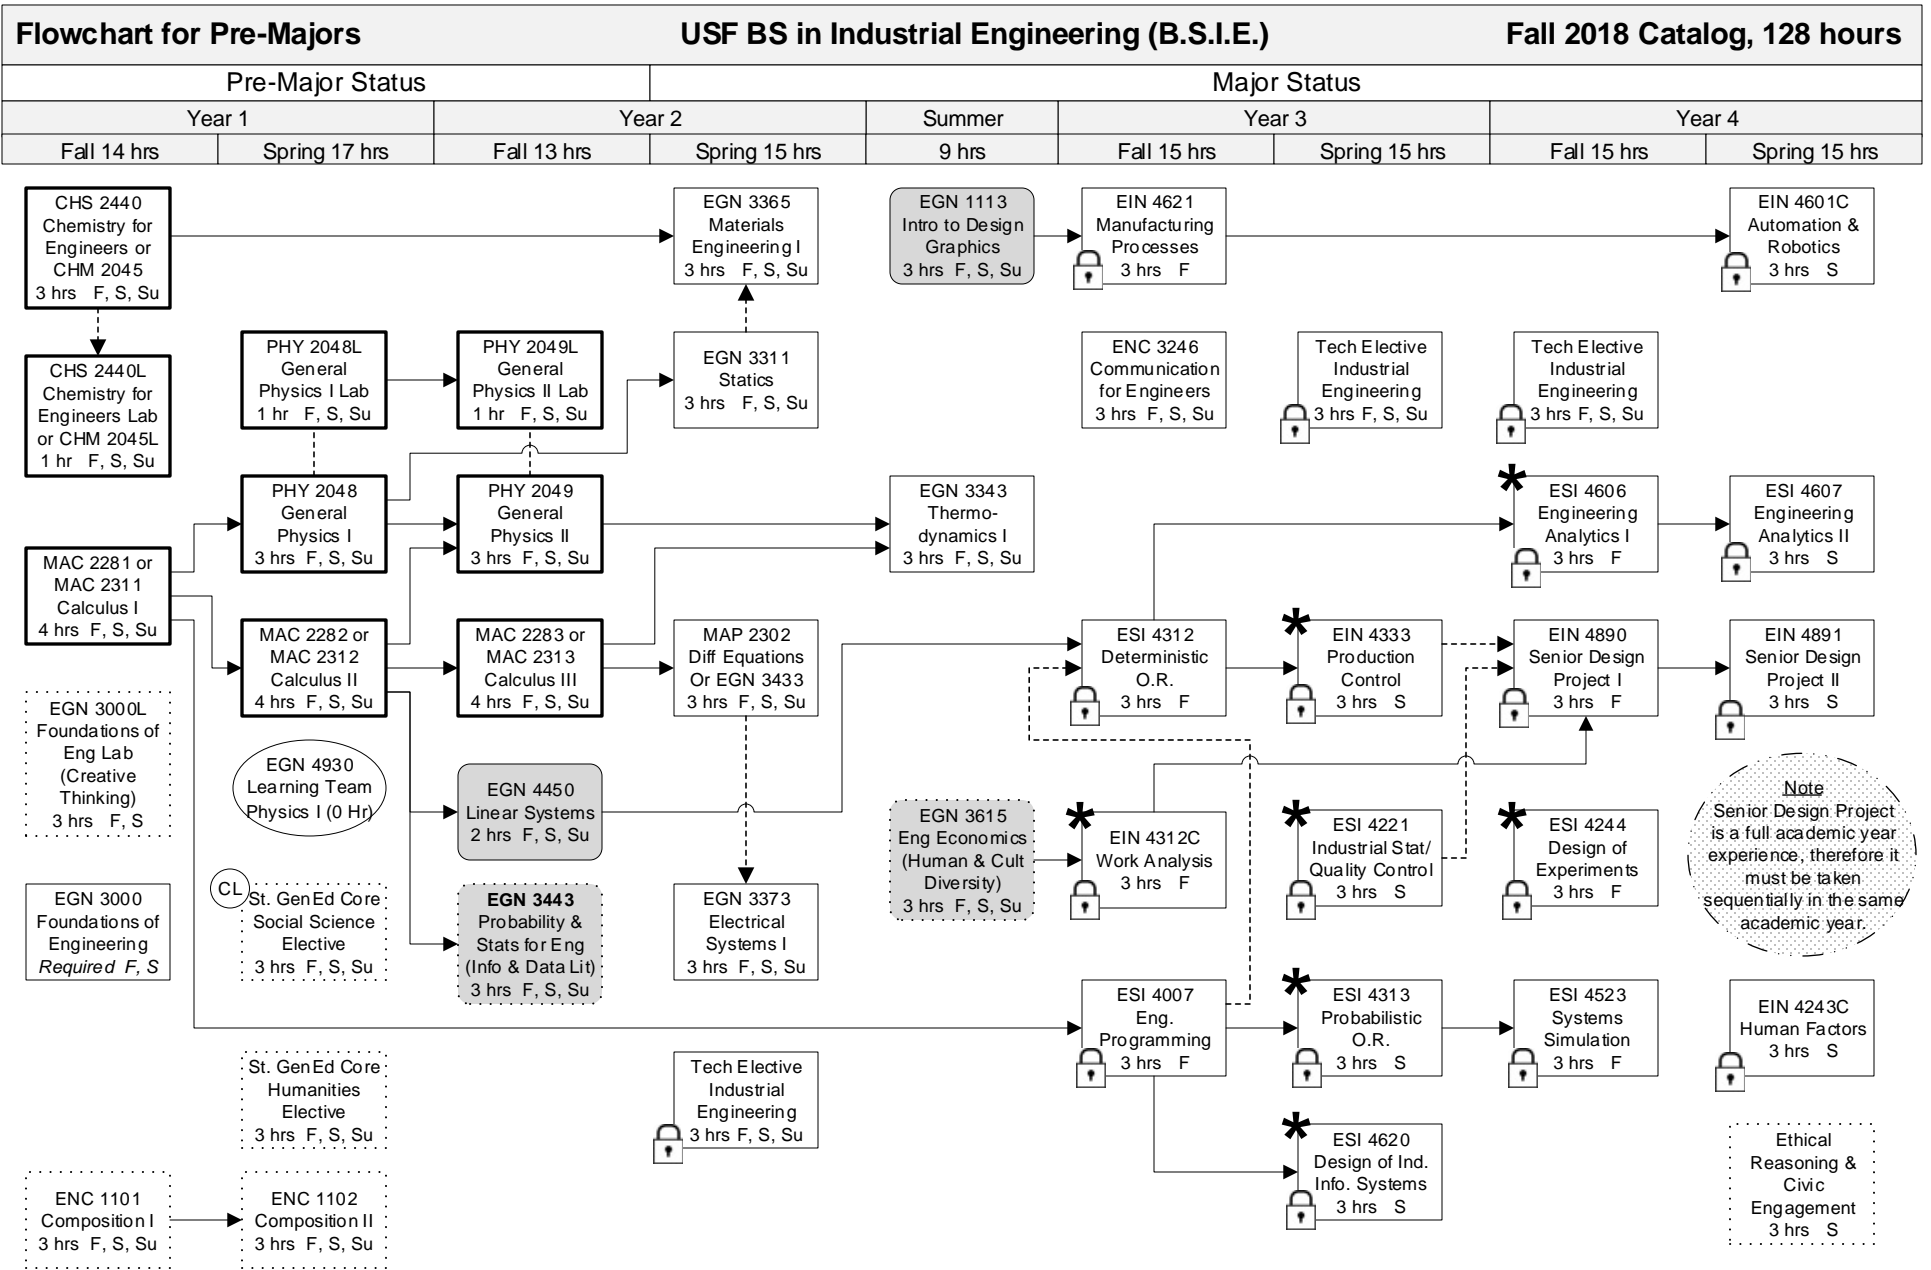 Flowchart for Pre-Majors
USF BS in Industrial Engineering (B.S.I.E.)
Fall 2018 Catalog, 128 hours
Pre-Major Status
Major Status
Year 1
Year 2
Summer
Year 3
Year 4
Fall 14 hrs
Spring 17 hrs
Fall 13 hrs
Spring 15 hrs
9 hrs
Fall 15 hrs
Spring 15 hrs
Fall 15 hrs
Spring 15 hrs
CHS 2440
Chemistry for
Engineers or
CHM 2045
3 hrs F, S, Su
CHS 2440L
Chemistry for
Engineers Lab
or CHM 2045L
1 hr F, S, Su
MAC 2281 or
MAC 2311
Calculus I
4 hrs F, S, Su
EGN 3000L
Foundations of
Eng Lab
(Creative
Thinking)
3 hrs F, S
EGN 3000
Foundations of
Engineering
Required F, S
ENC 1101
Composition I
3 hrs F, S, Su
PHY 2048L
General
Physics I Lab
1 hr F, S, Su
PHY 2048
General
Physics I
3 hrs F, S, Su
MAC 2282 or
MAC 2312
Calculus II
4 hrs F, S, Su
EGN 4930
Learning Team
Physics I (0 Hr)
CL
St. GenEd Core
Social Science
Elective
3 hrs F, S, Su
St. GenEd Core
Humanities
Elective
3 hrs F, S, Su
ENC 1102
Composition II
3 hrs F, S, Su
PHY 2049L
General
Physics II Lab
1 hr F, S, Su
PHY 2049
General
Physics II
3 hrs F, S, Su
MAC 2283 or
MAC 2313
Calculus III
4 hrs F, S, Su
EGN 4450
Linear Systems
2 hrs F, S, Su
EGN 3443
Probability &
Stats for Eng
(Info & Data Lit)
3 hrs F, S, Su
EGN 3365
Materials
Engineering I
3 hrs F, S, Su
EGN 3311
Statics
3 hrs F, S, Su
MAP 2302
Diff Equations
Or EGN 3433
3 hrs F, S, Su
EGN 3373
Electrical
Systems I
3 hrs F, S, Su
Tech Elective
Industrial
Engineering
3 hrs F, S, Su
EGN 1113
Intro to Design
Graphics
3 hrs F, S, Su
EGN 3343
Thermo-
dynamics I
3 hrs F, S, Su
EGN 3615
Eng Economics
(Human & Cult
Diversity)
3 hrs F, S, Su
EIN 4621
Manufacturing
Processes
3 hrs F
ENC 3246
Communication
for Engineers
3 hrs F, S, Su
ESI 4312
Deterministic
O.R.
3 hrs F
*
EIN 4312C
Work Analysis
3 hrs F
ESI 4007
Eng.
Programming
3 hrs F
Tech Elective
Industrial
Engineering
3 hrs F, S, Su
*
EIN 4333
Production
Control
3 hrs S
*
ESI 4221
Industrial Stat/
Quality Control
3 hrs S
*
ESI 4313
Probabilistic
O.R.
3 hrs S
*
ESI 4620
Design of Ind.
Info. Systems
3 hrs S
Tech Elective
Industrial
Engineering
3 hrs F, S, Su
*
ESI 4606
Engineering
Analytics I
3 hrs F
EIN 4890
Senior Design
Project I
3 hrs F
*
ESI 4244
Design of
Experiments
3 hrs F
ESI 4523
Systems
Simulation
3 hrs F
EIN 4601C
Automation &
Robotics
3 hrs S
ESI 4607
Engineering
Analytics II
3 hrs S
EIN 4891
Senior Design
Project II
3 hrs S
Note
Senior Design Project
is a full academic year
experience, therefore it
must be taken
sequentially in the same
academic year.
EIN 4243C
Human Factors
3 hrs S
Ethical
Reasoning &
Civic
Engagement
3 hrs S